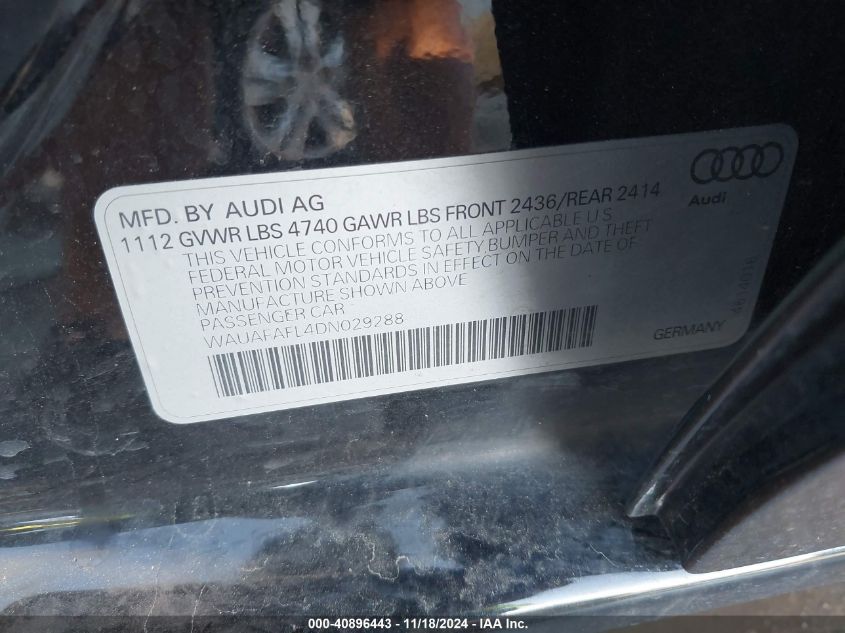 MFD. BY AUDI AG
1112 GVWR LBS 4740 GAWR LBS FRONT 2436/REAR 2414
THIS VEHICLE CONFORMS TO ALL APPLICABLE U S
FEDERAL MOTOR VEHICLE SAFETY BUMPER AND THEFT
PREVENTION STANDARDS IN EFFECT ON THE DATE OF
MANUFACTURE SHOWN ABOVE
PASSENGER CAR
WAUAFAFL4DN029288
Audi
GERMANY
000-40896443 - 11/18/2024 - IAAI, Inc.